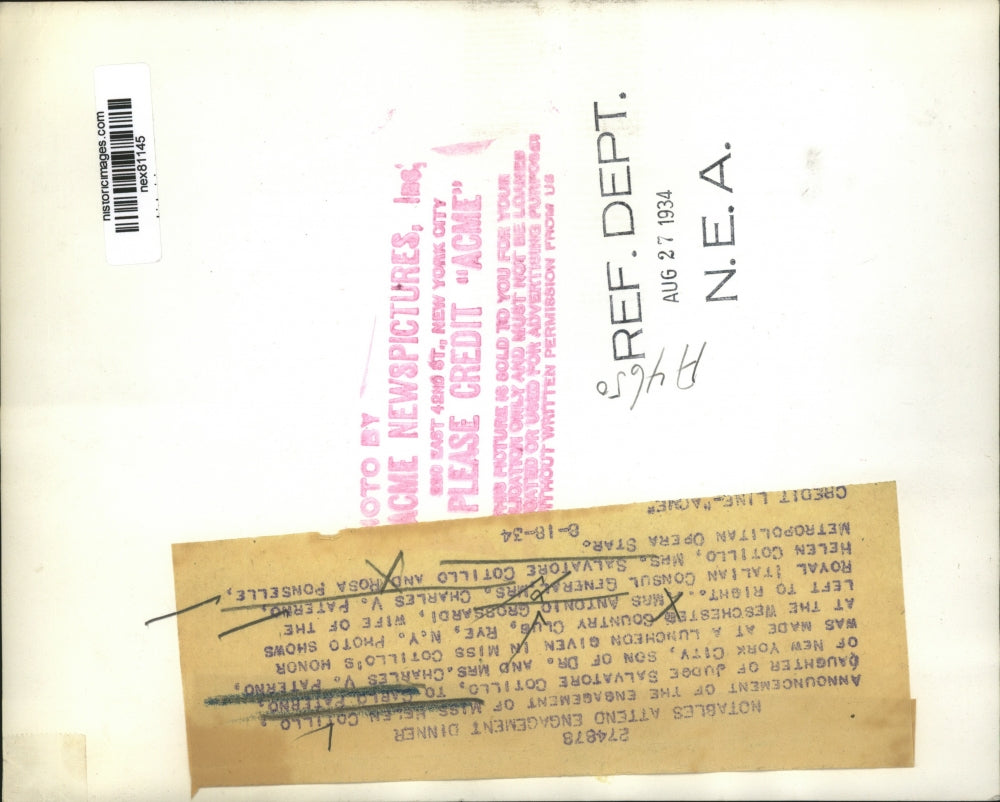 historicimages.com
nex81145
ACME NEWSPICTURES, Inc.
220 EAST 42ND ST., NEW YORK CITY
PLEASE CREDIT "ACME"
PICTURE IS SOLD TO YOU FOR YOUR
ONLY AND MUST NOT BE LOANED
OR USED FOR ADVERTISING PURPOSES
WITHOUT WRITTEN PERMISSION FROM US
REF. DEPT.
AUG 27 1934
N. E. A.
A4650
274878
NOTABLES ATTEND ENGAGEMENT DINNER
ANNOUNCEMENT OF THE ENGAGEMENT OF MISS HELEN COTILLO,
DAUGHTER OF JUDGE SALVATORE COTILLO, TO CARLO PATERNO,
OF NEW YORK CITY, SON OF DR. AND MRS.CHARLES V. PATERNO,
WAS MADE AT A LUNCHEON GIVEN IN MISS COTILLO'S HONOR
AT THE WESCHESTER COUNTRY CLUB, RYE, N.Y. PHOTO SHOWS
LEFT TO RIGHT... MRS ANTONIO GROSSARDI, WIFE OF THE
ROYAL ITALIAN CONSUL GENERAL, MRS. CHARLES V. PATERNO,
HELEN COTILLO, MRS. SALVATORE COTILLO AND ROSA PONSELLE,
METROPOLITAN OPERA STAR.
CREDIT LINE-"ACME" 8-18-34